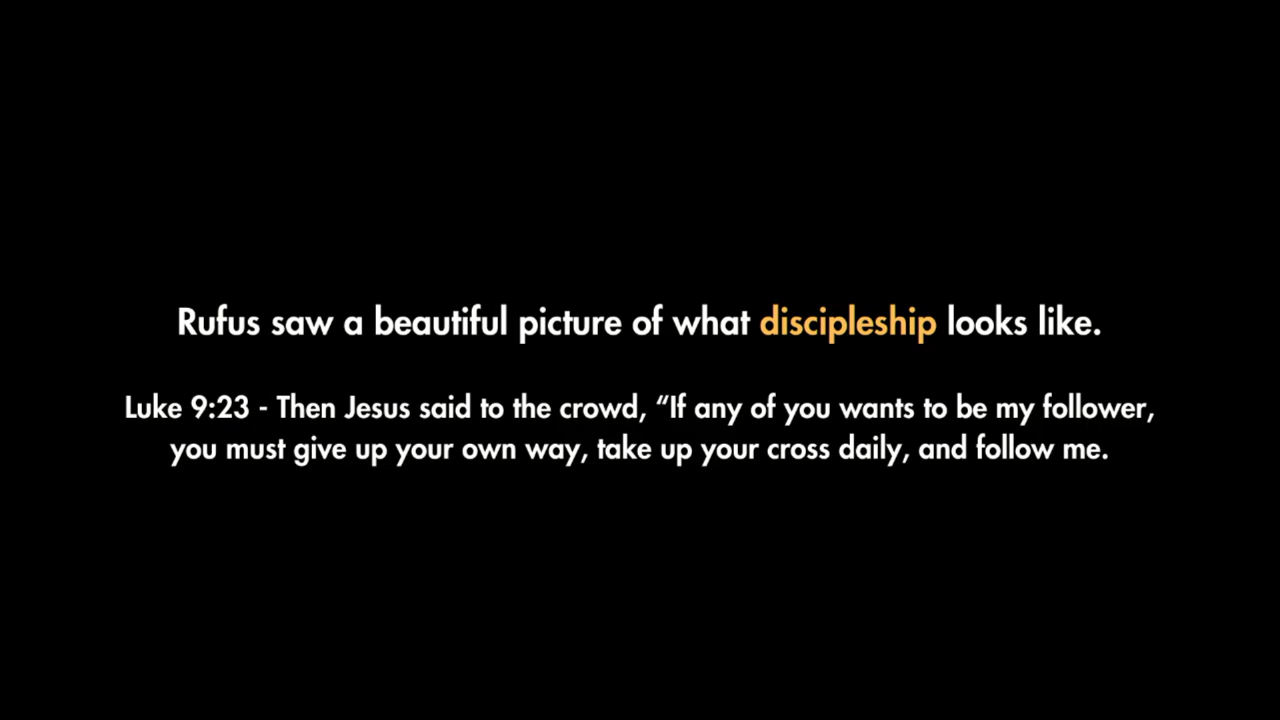 Rufus saw a beautiful picture of what discipleship looks like.
Luke 9:23 - Then Jesus said to the crowd, “If any of you wants to be my follower,
you must give up your own way, take up your cross daily, and follow me.